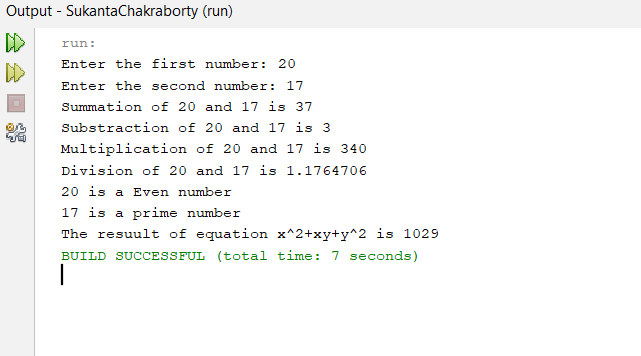 Output - SukantaChakraborty (run)
run:
Enter the first number: 20
Enter the second number: 17
Summation of 20 and 17 is 37
Substraction of 20 and 17 is 3
Multiplication of 20 and 17 is 340
Division of 20 and 17 is 1.1764706
20 is a Even number
17 is a prime number
The resuult of equation x^2+xy+y^2 is 1029
BUILD SUCCESSFUL (total time: 7 seconds)